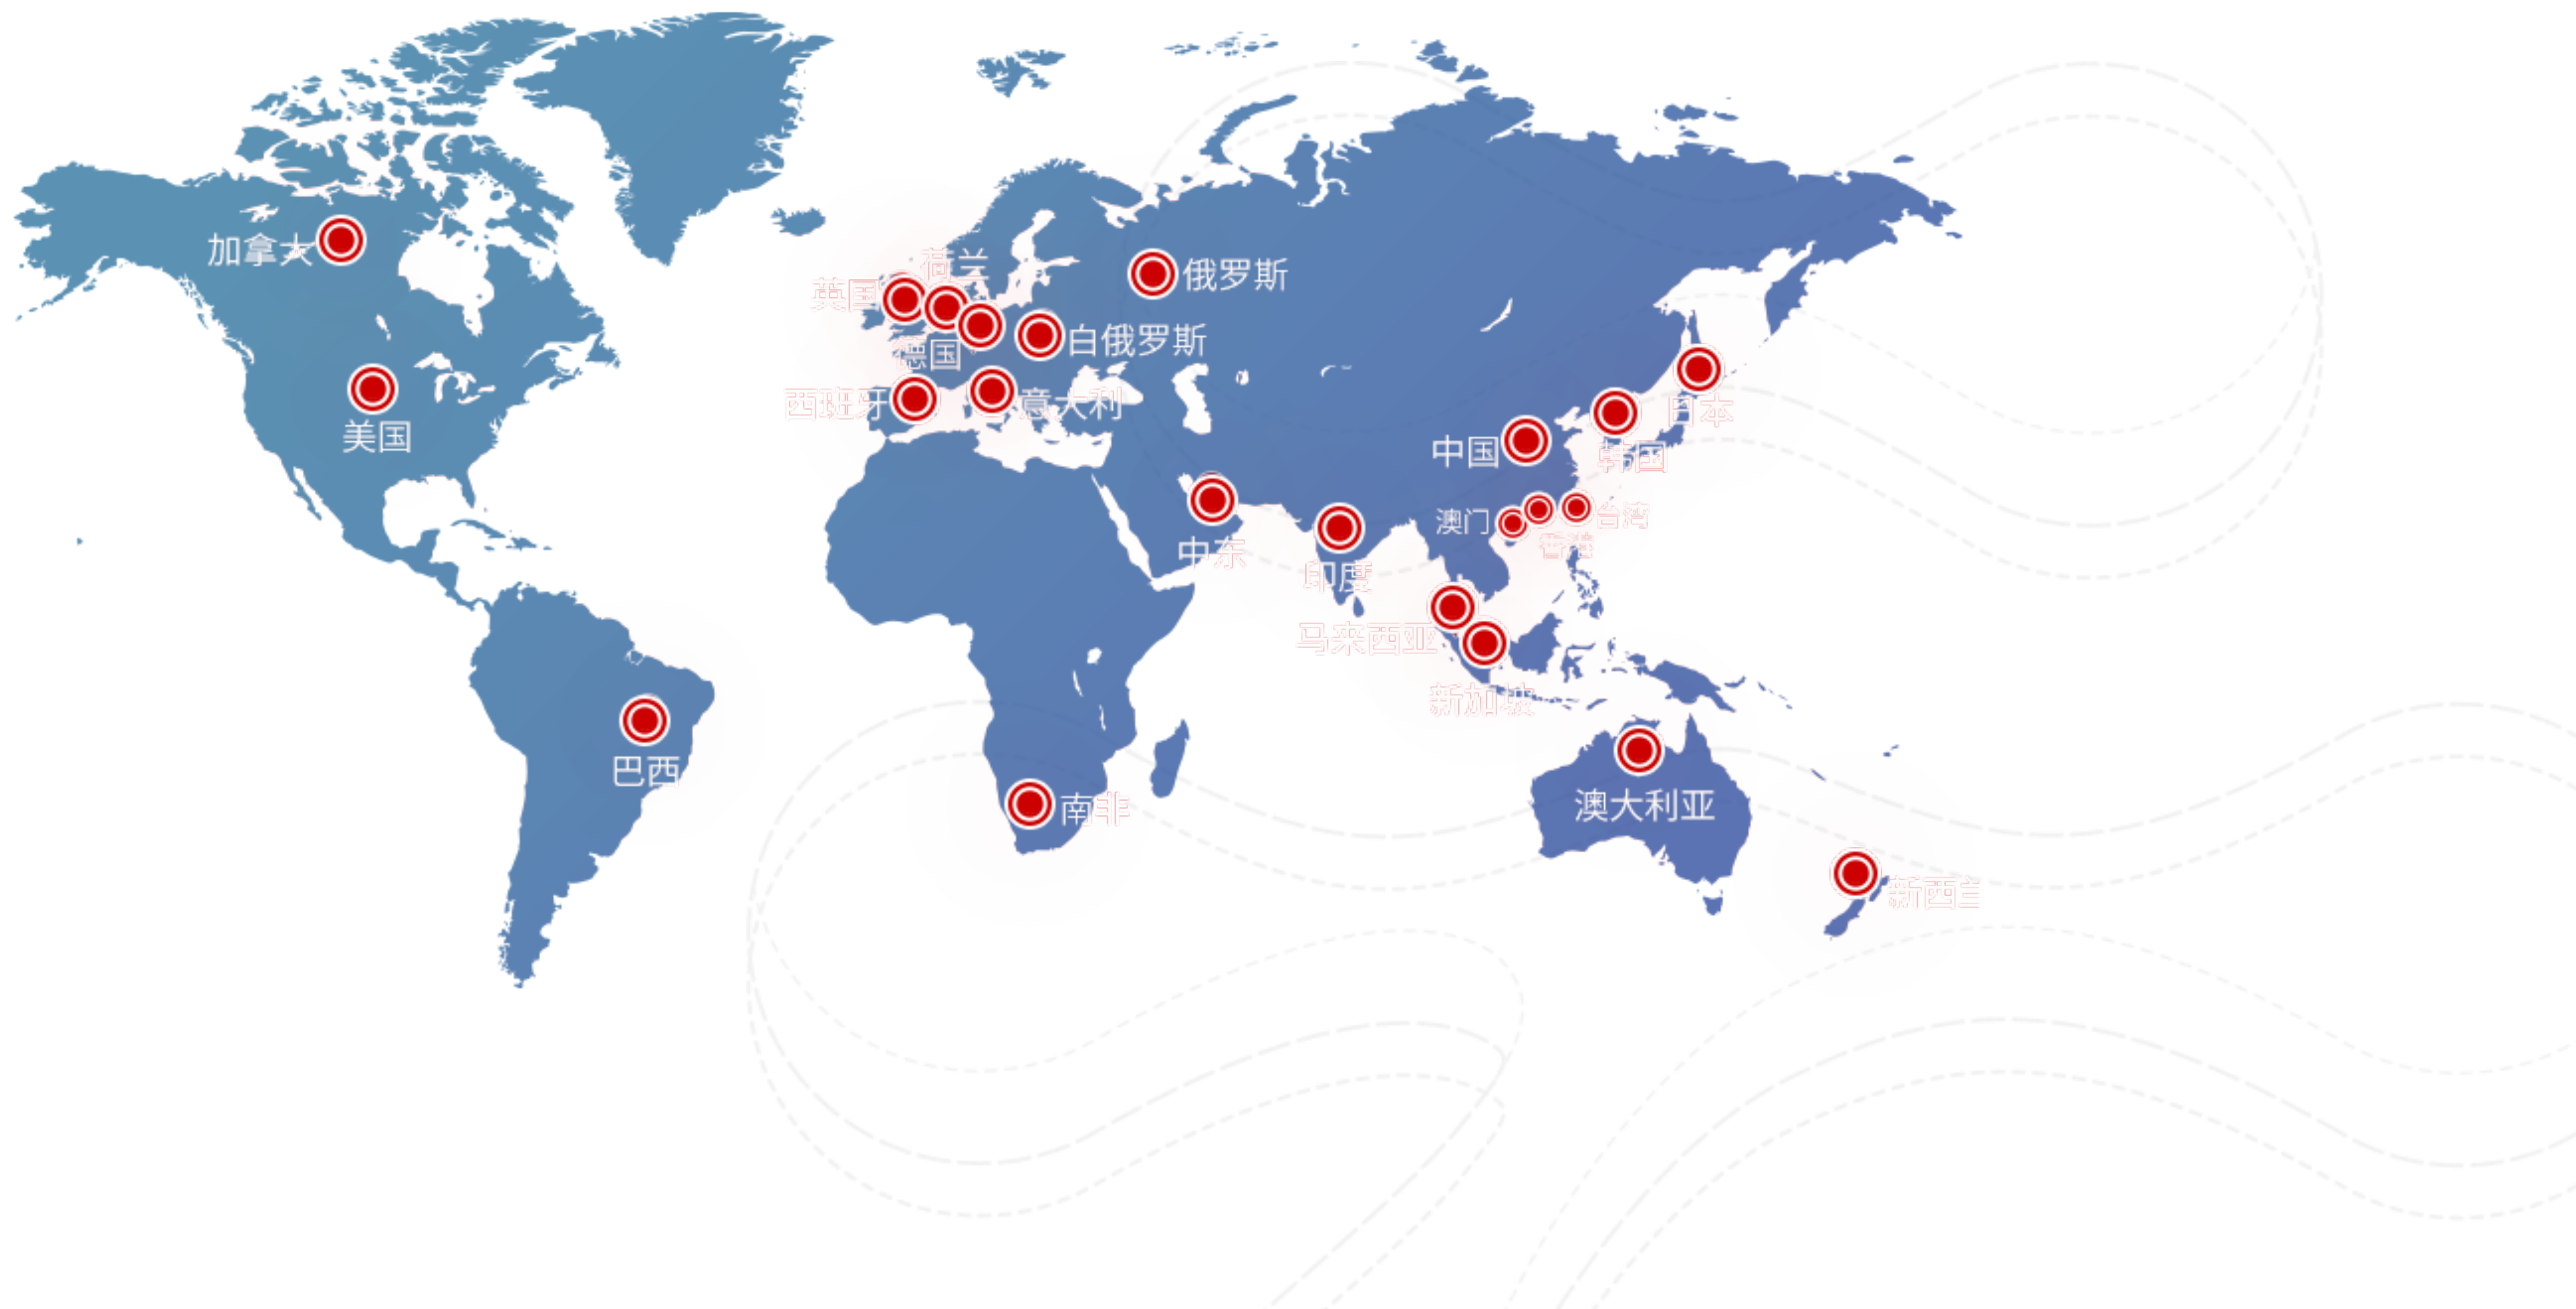 加拿大
荷兰
俄罗斯
英国
白俄罗斯
德国
西班牙
意大利
美国
日本
中国
韩国
澳门
台湾
香港
中东
印度
马来西亚
新加坡
巴西
南非
澳大利亚
新西兰